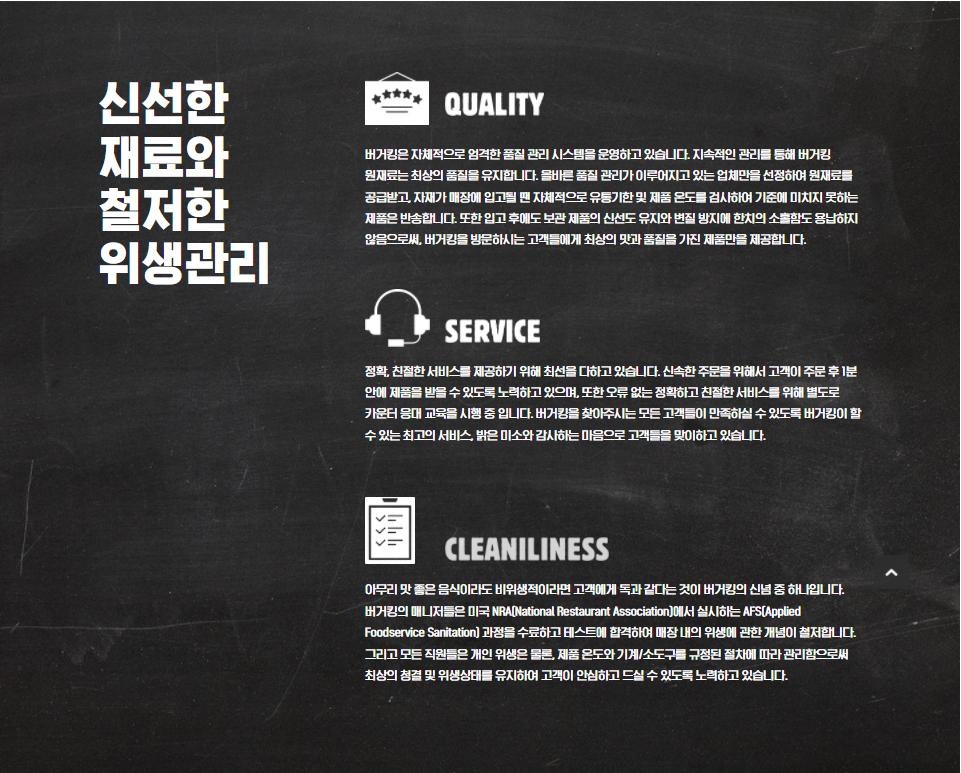 신선한
재료와
철저한
위생관리
QUALITY
버거킹은 자체적으로 엄격한 품질 관리 시스템을 운영하고 있습니다. 지속적인 관리를 통해 버거킹
원재료는 최상의 품질을 유지합니다. 올바른 품질 관리가 이루어지고 있는 업체만을 선정하여 원재료를
공급받고, 자재가 매장에 입고될 땐 자체적으로 유통기한 및 제품 온도를 검사하여 기준에 미치지 못하는
제품은 반송합니다. 또한 입고 후에도 보관 제품의 신선도 유지와 변질 방지에 한치의 소홀함도 용납하지
않음으로써, 버거킹을 방문하시는 고객들에게 최상의 맛과 품질을 가진 제품만을 제공합니다.
SERVICE
정확, 친절한 서비스를 제공하기 위해 최선을 다하고 있습니다. 신속한 주문을 위해서 고객이 주문 후 1분
안에 제품을 받을 수 있도록 노력하고 있으며, 또한 오류 없는 정확하고 친절한 서비스를 위해 별도로
카운터 응대 교육을 시행 중 입니다. 버거킹을 찾아주시는 모든 고객들이 만족하실 수 있도록 버거킹이 할
수 있는 최고의 서비스, 밝은 미소와 감사하는 마음으로 고객들을 맞이하고 있습니다.
CLEANILINESS
아무리 맛 좋은 음식이라도 비위생적이라면 고객에게 독과 같다는 것이 버거킹의 신념 중 하나입니다.
버거킹의 매니저들은 미국 NRA(National Restaurant Association)에서 실시하는 AFS(Applied
Foodservice Sanitation) 과정을 수료하고 테스트에 합격하여 매장 내의 위생에 관한 개념이 철저합니다.
그리고 모든 직원들은 개인 위생은 물론, 제품 온도와 기계/소도구를 규정된 절차에 따라 관리함으로써
최상의 청결 및 위생상태를 유지하여 고객이 안심하고 드실 수 있도록 노력하고 있습니다.